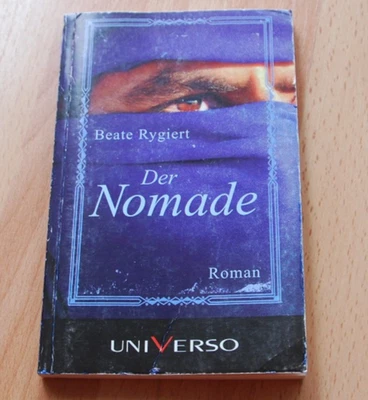 Beate Rygiert
Der
Nomade
Roman
UNIVERSO